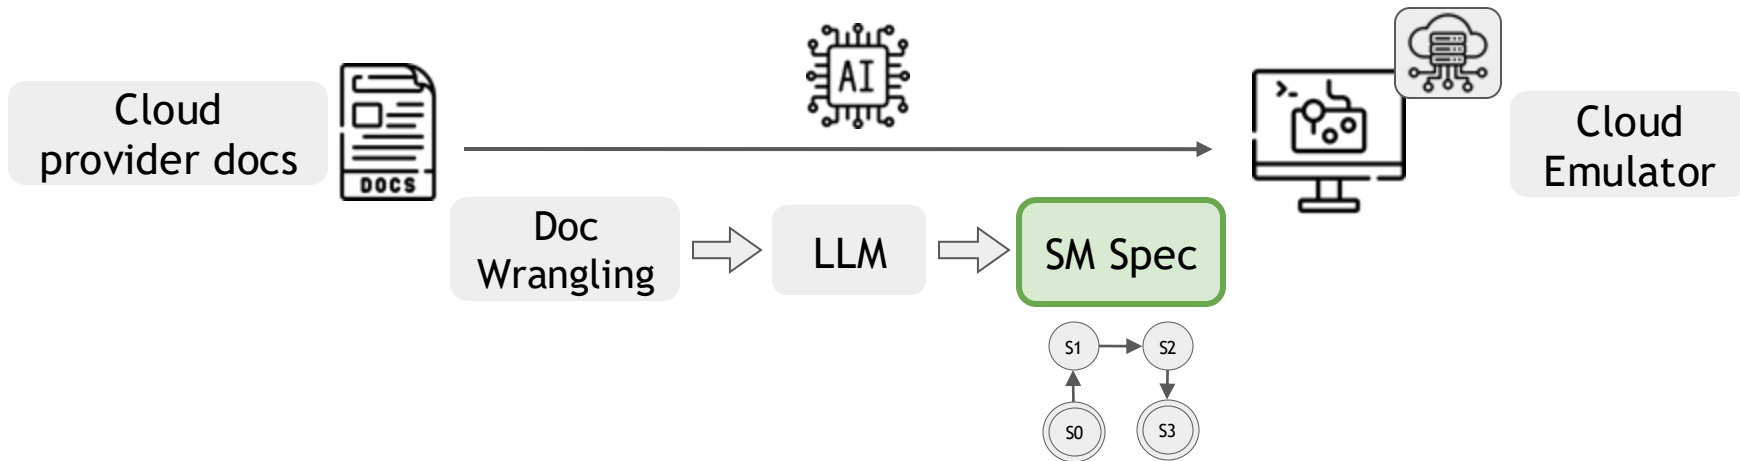 Cloud
provider docs
DOCS
AI
>_
Cloud
Emulator
Doc
Wrangling
LLM
SM Spec
S1
S2
S0
S3